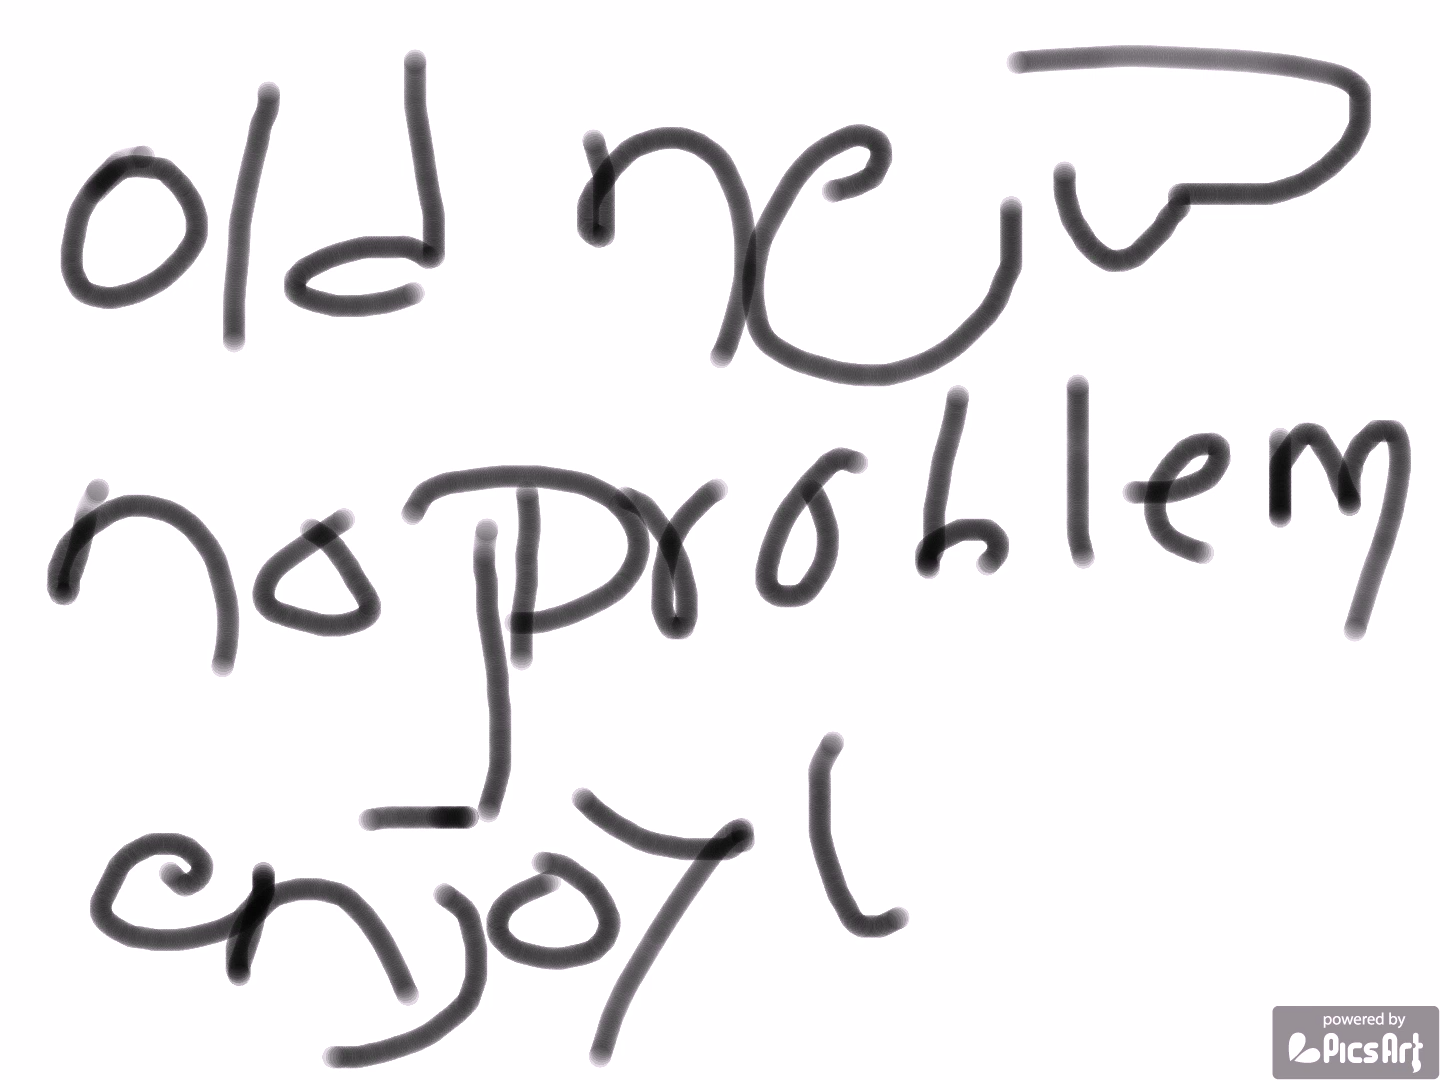 old new
no problem
enjoy
powered by
PicsArt